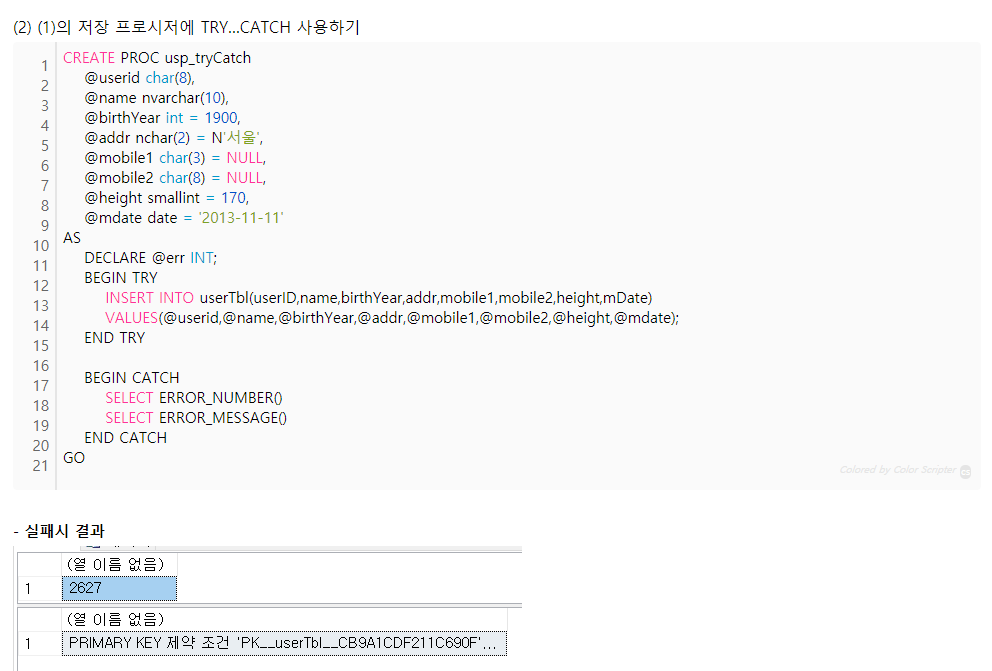 (2) (1)의 저장 프로시저에 TRY...CATCH 사용하기
1 CREATE PROC usp_tryCatch
2 @userid char(8),
3 @name nvarchar(10),
4 @birthYear int = 1900,
5 @addr nchar(2) = N'서울',
6 @mobile1 char(3) = NULL,
7 @mobile2 char(8) = NULL,
8 @height smallint = 170,
9 @mdate date = '2013-11-11'
10 AS
11 DECLARE @err INT;
12 BEGIN TRY
13 INSERT INTO userTbl(userID,name,birthYear,addr,mobile1,mobile2,height,mDate)
14 VALUES(@userid,@name,@birthYear,@addr,@mobile1,@mobile2,@height,@mdate);
15 END TRY
16
17 BEGIN CATCH
18 SELECT ERROR_NUMBER()
19 SELECT ERROR_MESSAGE()
20 END CATCH
21 GO
Colored by Color Scripter cs
- 실패시 결과
(열 이름 없음)
1 2627
(열 이름 없음)
1 PRIMARY KEY 제약 조건 'PK__userTbl__CB9A1CDF211C690F'...